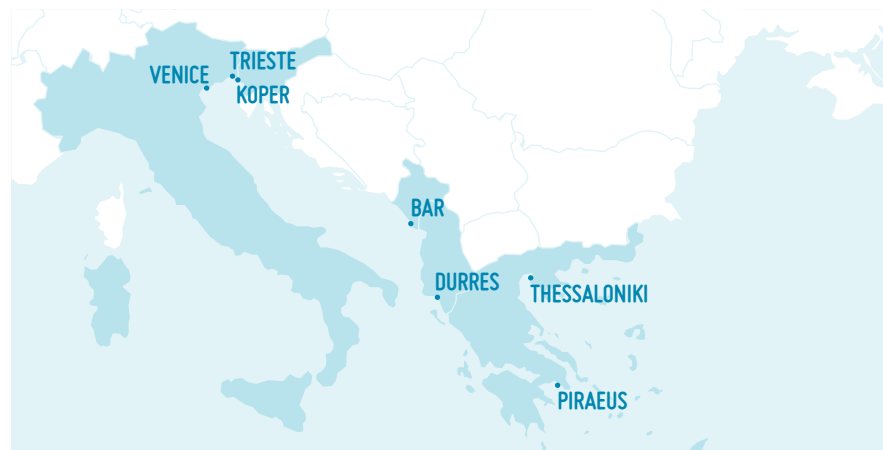 TRIESTE
VENICE
KOPER
BAR
DURRES
THESSALONIKI
PIRAEUS